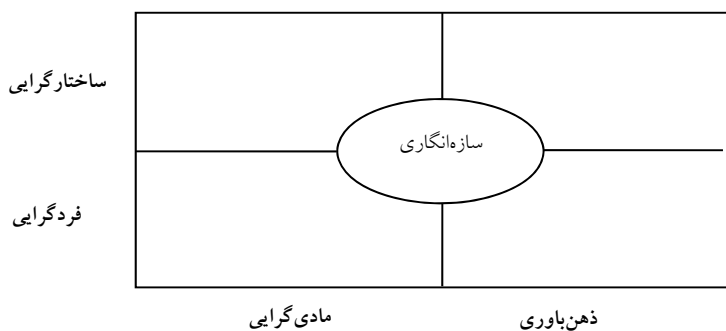 ساختارگرایی
سازه‌انگاری
فردگرایی
ذهن‌باوری
مادی‌گرایی